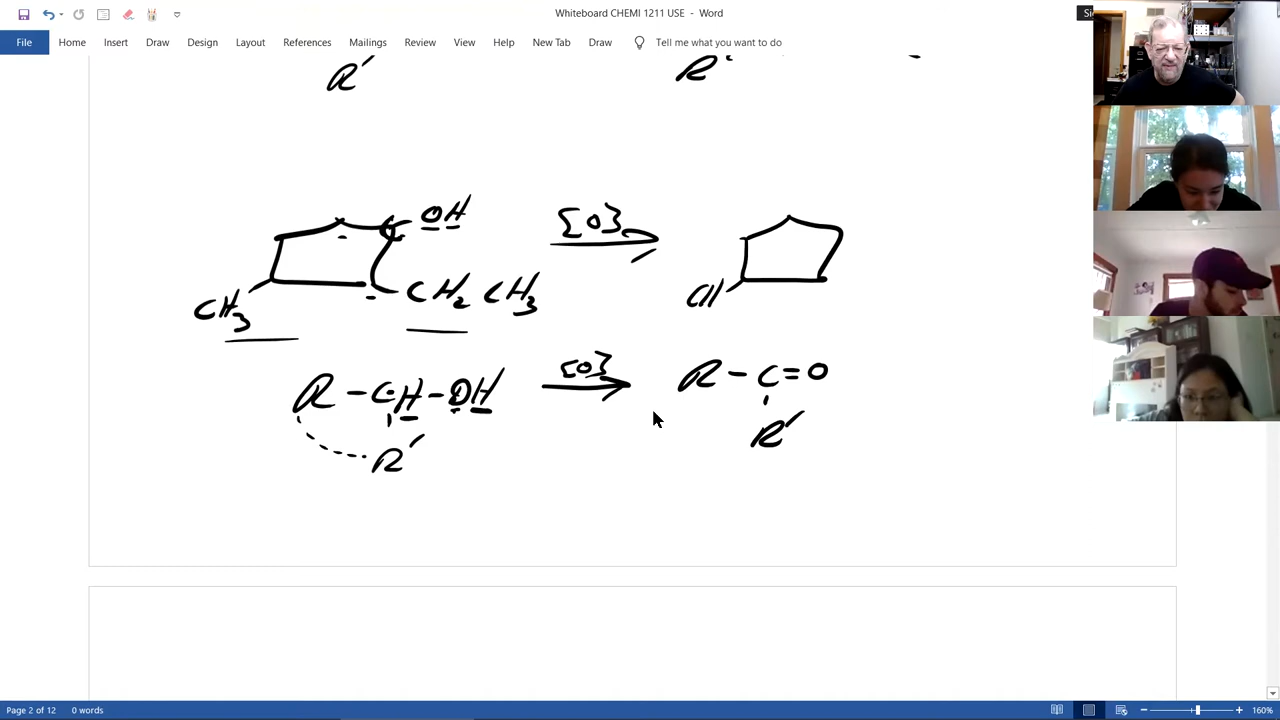 Whiteboard CHEMI 1211 USE - Word
Si
File Home Insert Draw Design Layout References Mailings Review View Help New Tab Draw Tell me what you want to do
R' R'
OH [O]
CH3 CH2 CH3 CH
R - CH - OH [O] R - C = O
R' R'
Page 2 of 12 0 words 160%